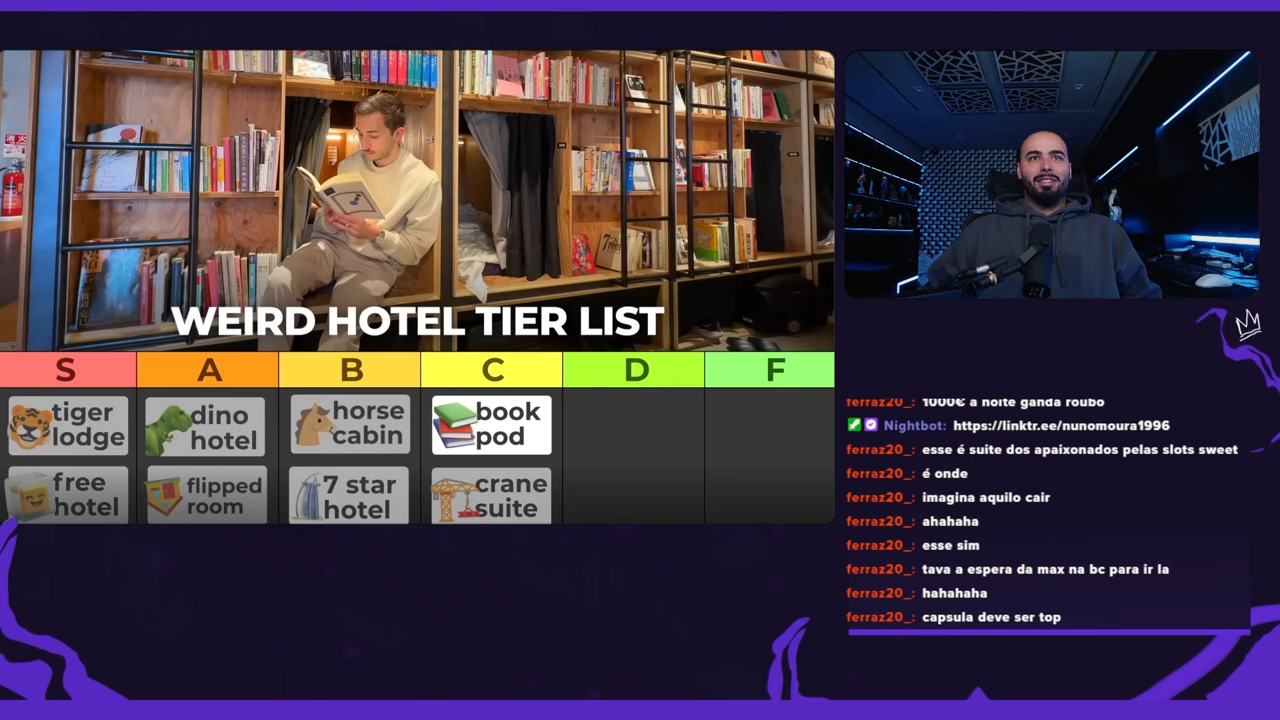 WEIRD HOTEL TIER LIST
S
A
B
C
D
F
tiger
lodge
dino
hotel
horse
cabin
book
pod
free
hotel
flipped
room
7 star
hotel
crane
suite
ferraz20_: 1000€ a noite ganda roubo
Nightbot: https://linktr.ee/nunomoura1996
ferraz20_: esse é suite dos apaixonados pelas slots sweet
ferraz20_: é onde
ferraz20_: imagina aquilo cair
ferraz20_: ahahaha
ferraz20_: esse sim
ferraz20_: tava a espera da max na bc para ir la
ferraz20_: hahahaha
ferraz20_: capsula deve ser top